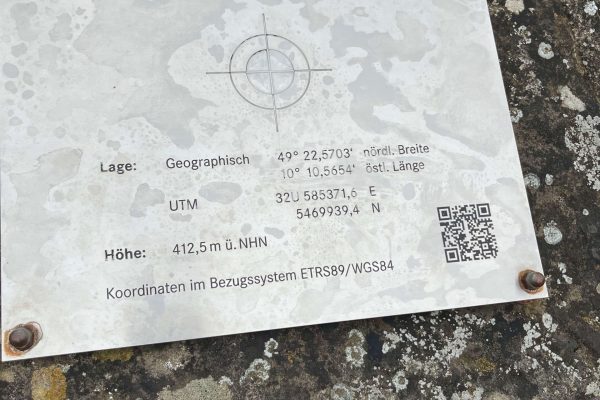 Lage: Geographisch 49° 22,5703' nördl. Breite
10° 10,5654' östl. Länge
UTM 32U 585371,6 E
5469939,4 N
Höhe: 412,5 m ü. NHN
Koordinaten im Bezugssystem ETRS89/WGS84